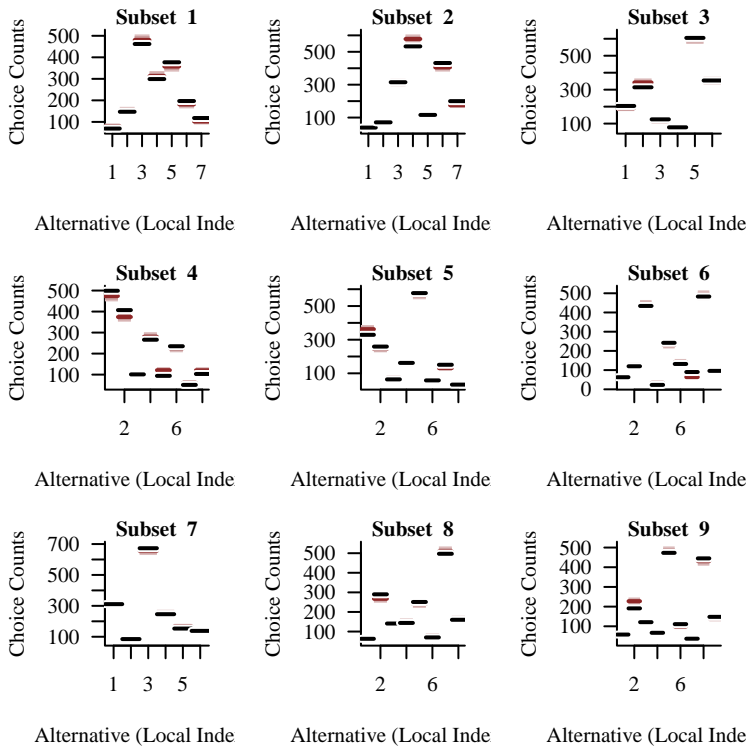 Subset 1
Choice Counts
500
400
300
200
100
1 3 5 7
Alternative (Local Inde
Subset 2
Choice Counts
500
300
100
1 3 5 7
Alternative (Local Inde
Subset 3
Choice Counts
500
300
100
1 5
Alternative (Local Inde
Subset 4
Choice Counts
500
400
300
200
100
2 6
Alternative (Local Inde
Subset 5
Choice Counts
500
300
100
2 6
Alternative (Local Inde
Subset 6
Choice Counts
500
400
300
200
100
0
2 6
Alternative (Local Inde
Subset 7
Choice Counts
700
500
300
100
1 3 5
Alternative (Local Inde
Subset 8
Choice Counts
500
400
300
200
100
2 6
Alternative (Local Inde
Subset 9
Choice Counts
500
400
300
200
100
2 6
Alternative (Local Inde